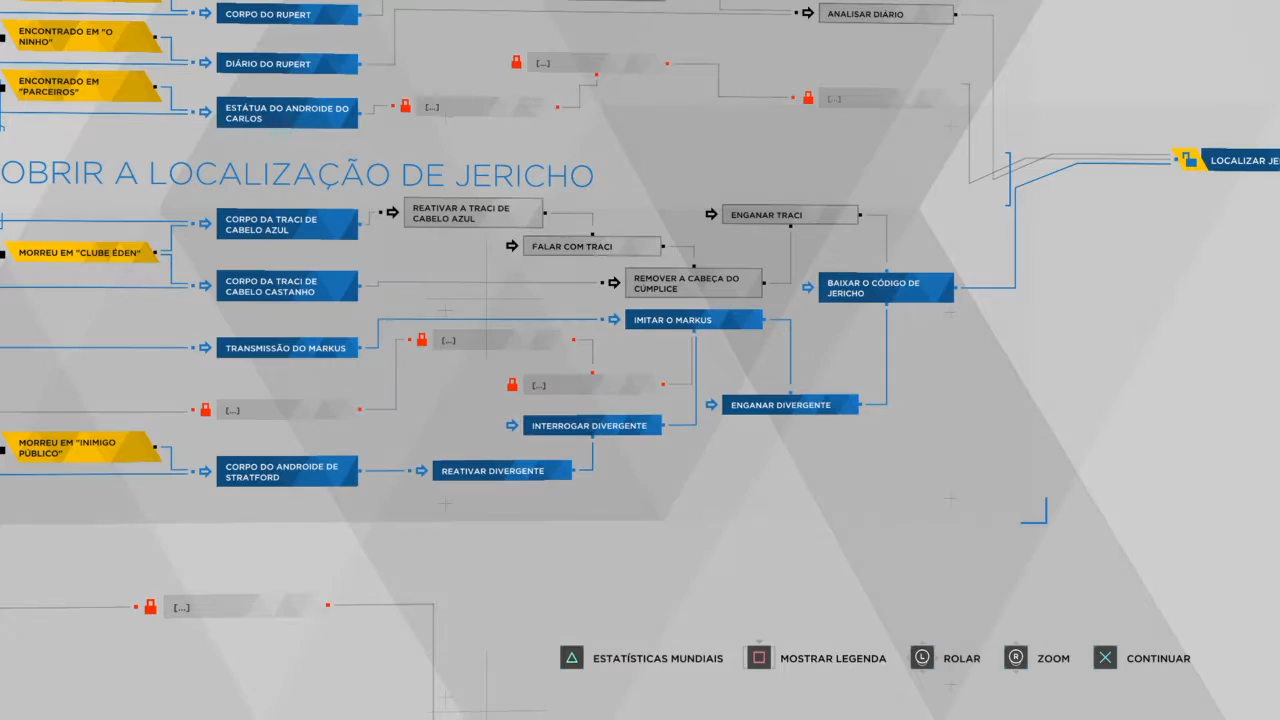 CORPO DO RUPERT
ANALISAR DIÁRIO
ENCONTRADO EM "O
NINHO"
DIÁRIO DO RUPERT
[...]
ENCONTRADO EM
"PARCEIROS"
ESTÁTUA DO ANDROIDE DO
CARLOS
[...]
[...]
OBRIR A LOCALIZAÇÃO DE JERICHO
LOCALIZAR JE
CORPO DA TRACI DE
CABELO AZUL
REATIVAR A TRACI DE
CABELO AZUL
ENGANAR TRACI
FALAR COM TRACI
MORREU EM "CLUBE ÉDEN"
CORPO DA TRACI DE
CABELO CASTANHO
REMOVER A CABEÇA DO
CÚMPLICE
BAIXAR O CÓDIGO DE
JERICHO
IMITAR O MARKUS
TRANSMISSÃO DO MARKUS
[...]
[...]
[...]
ENGANAR DIVERGENTE
INTERROGAR DIVERGENTE
MORREU EM "INIMIGO
PÚBLICO"
CORPO DO ANDROIDE DE
STRATFORD
REATIVAR DIVERGENTE
[...]
ESTATÍSTICAS MUNDIAIS
MOSTRAR LEGENDA
L
ROLAR
R
ZOOM
CONTINUAR